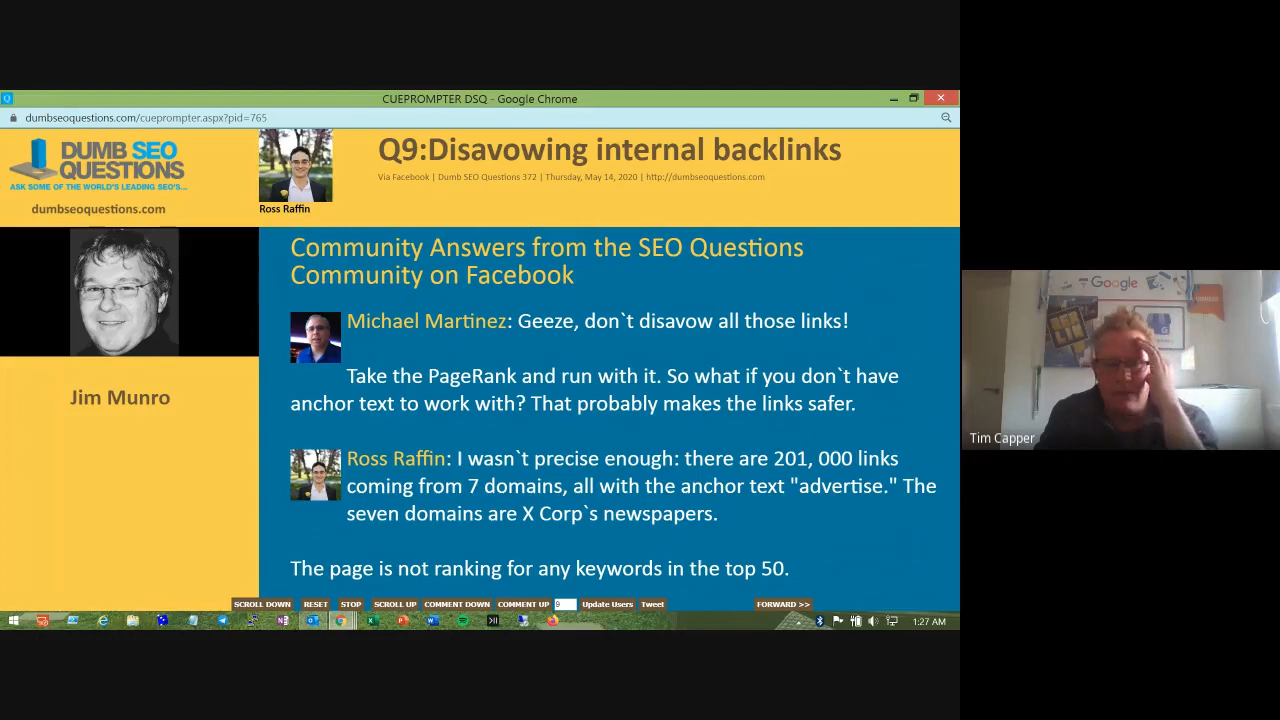 CUEPROMPTER DSQ - Google Chrome
dumbseoquestions.com/cueprompter.aspx?pid=765
DUMB SEO
QUESTIONS
ASK SOME OF THE WORLD'S LEADING SEO'S...
dumbseoquestions.com
Ross Raffin
Q9:Disavowing internal backlinks
Via Facebook | Dumb SEO Questions 372 | Thursday, May 14, 2020 | http://dumbseoquestions.com
Jim Munro
Community Answers from the SEO Questions
Community on Facebook
Michael Martinez: Geeze, don`t disavow all those links!
Take the PageRank and run with it. So what if you don`t have
anchor text to work with? That probably makes the links safer.
Ross Raffin: I wasn`t precise enough: there are 201, 000 links
coming from 7 domains, all with the anchor text "advertise." The
seven domains are X Corp`s newspapers.
The page is not ranking for any keywords in the top 50.
SCROLL DOWN RESET STOP SCROLL UP COMMENT DOWN COMMENT UP 9 Update Users Tweet FORWARD >>
1:27 AM
Google
Tim Capper